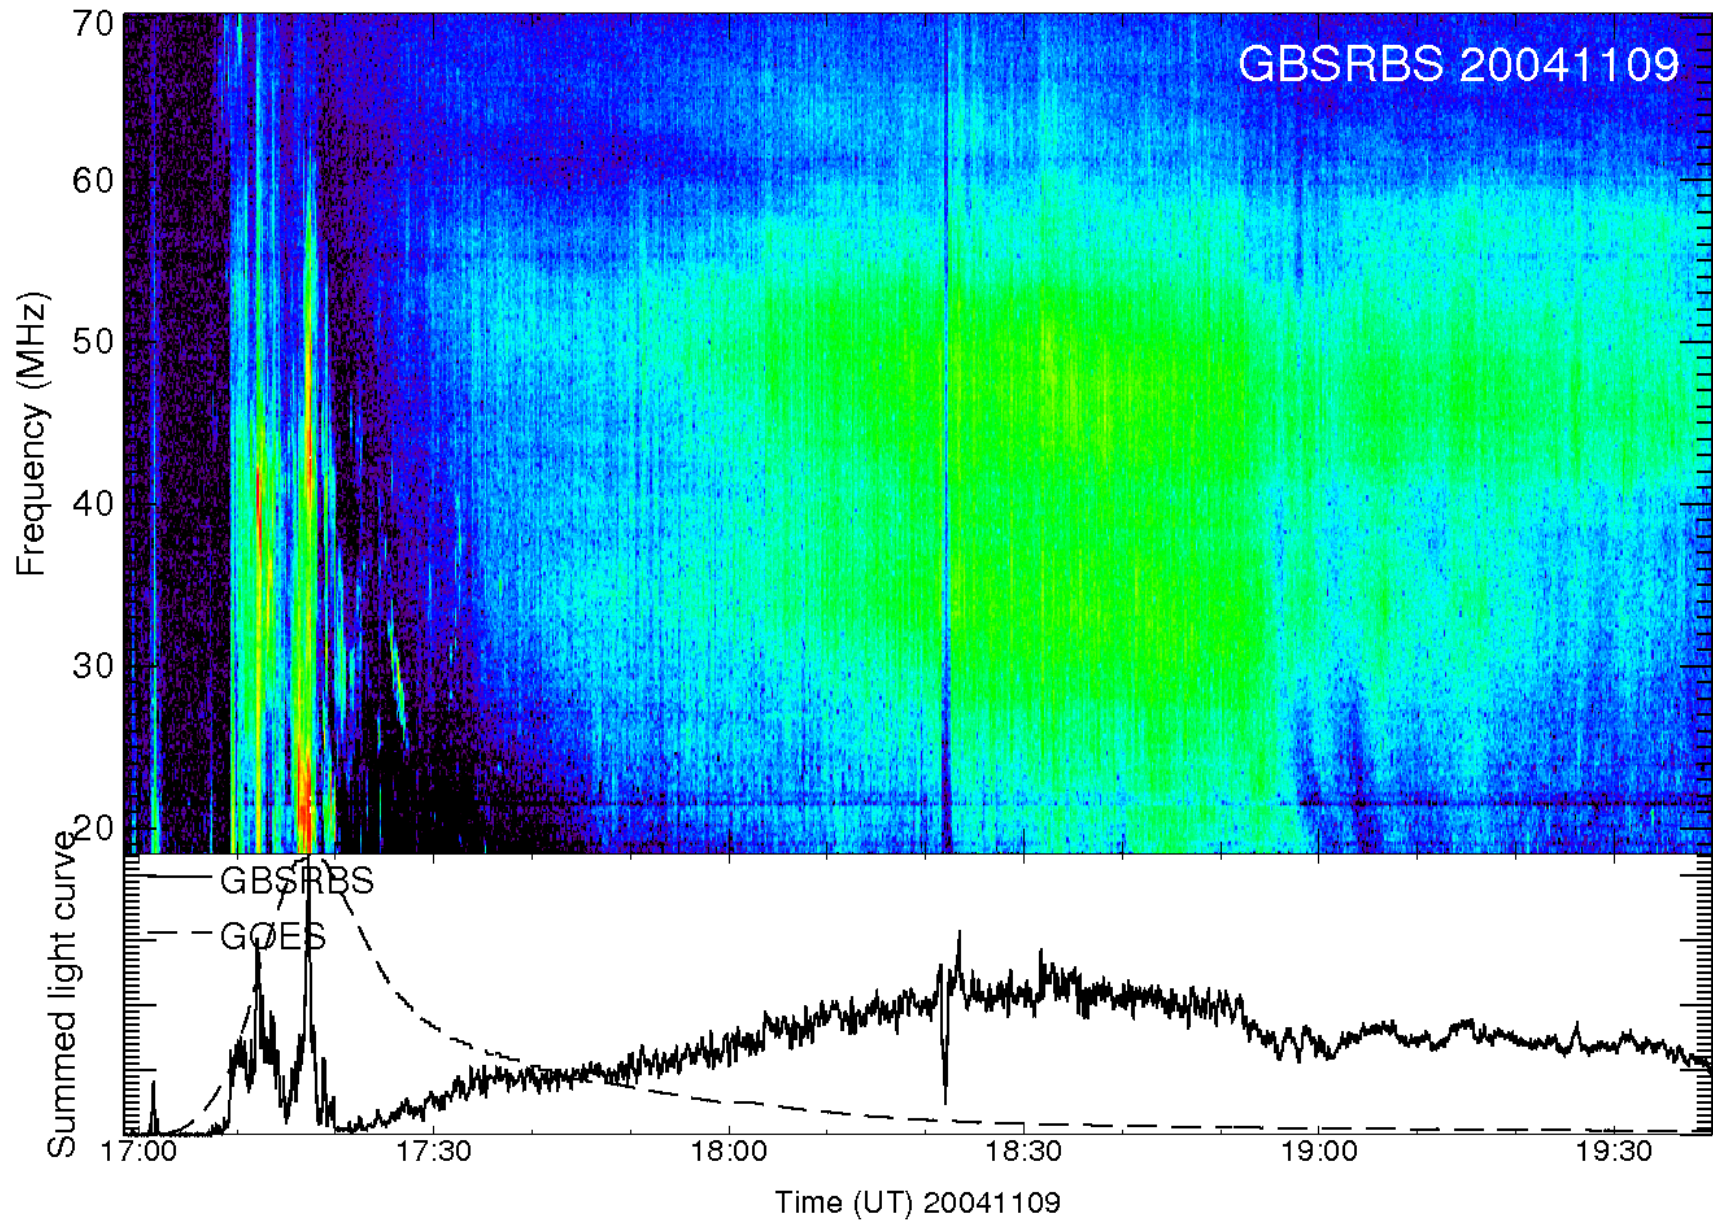 70
GBSRBS 20041109
60
50
Frequency (MHz)
40
30
20
Summed light curve
GBSRBS
GOES
17:00 17:30 18:00 18:30 19:00 19:30
Time (UT) 20041109